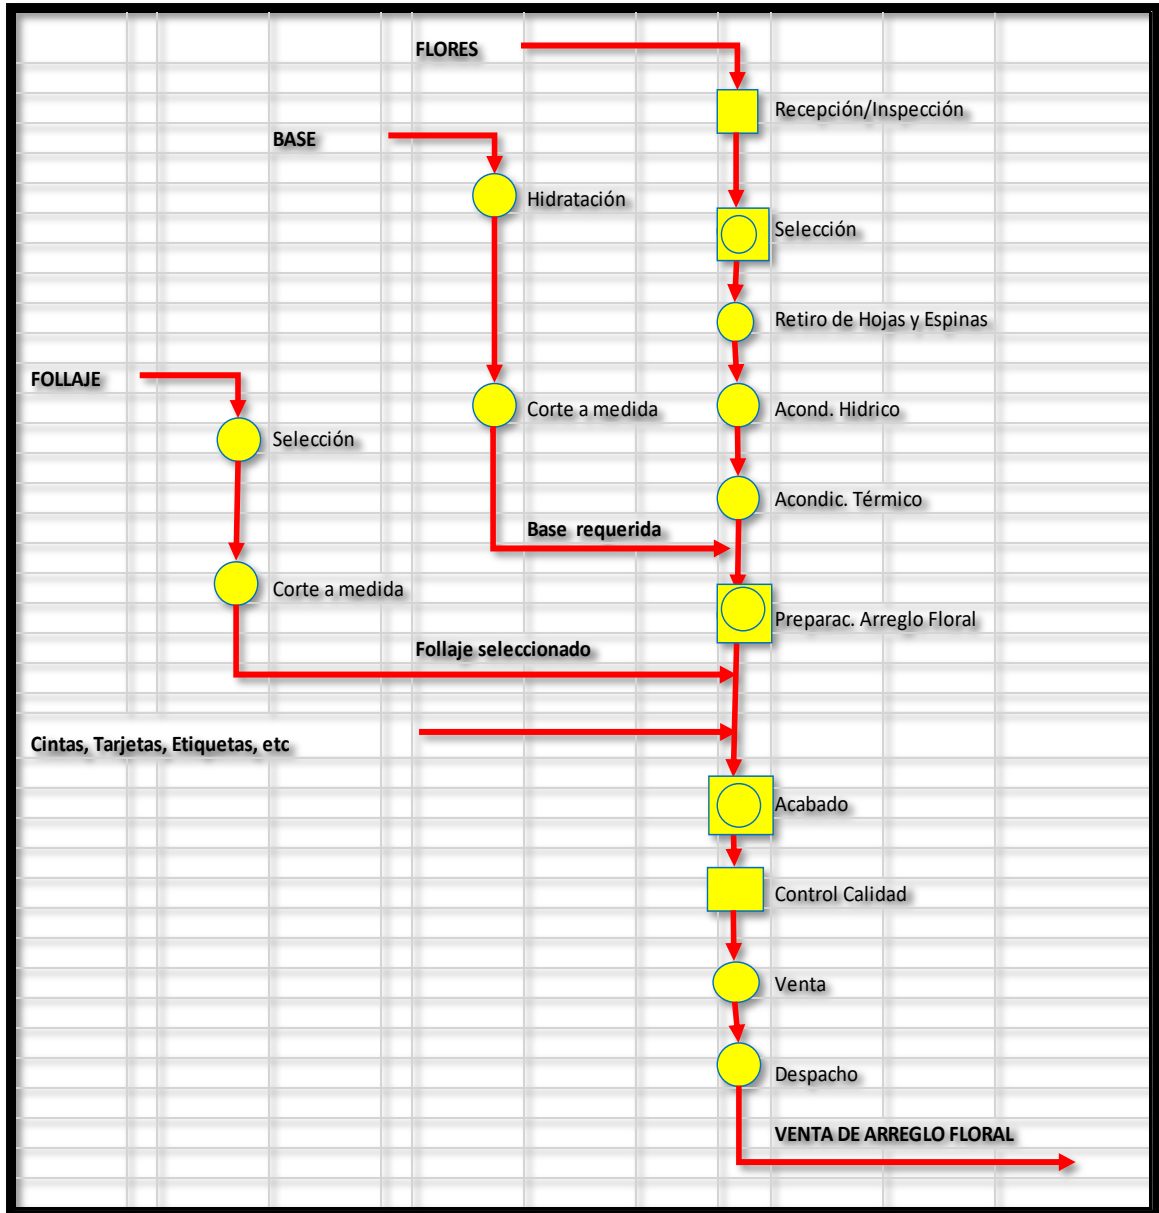 FLORES
Recepción/Inspección
BASE
Hidratación
Selección
Retiro de Hojas y Espinas
FOLLAJE
Corte a medida
Acond. Hidrico
Selección
Acondic. Térmico
Base requerida
Corte a medida
Preparac. Arreglo Floral
Follaje seleccionado
Cintas, Tarjetas, Etiquetas, etc
Acabado
Control Calidad
Venta
Despacho
VENTA DE ARREGLO FLORAL